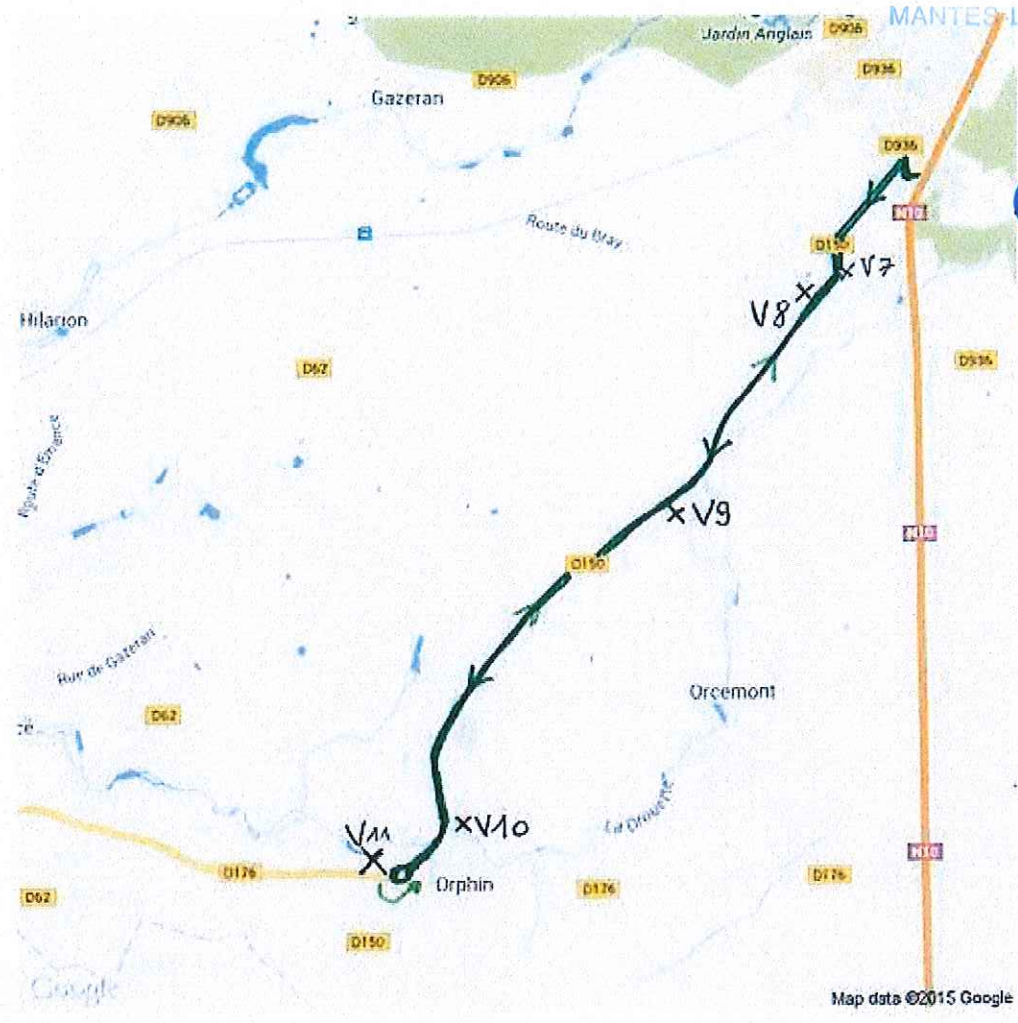 MANTES-L
Jardin Anglais
D906
D936
D906
Gazeran
D906
D936
N10
Route du Bray
D150
V7
V8
Hilarion
D62
D936
V9
N10
D150
Rue de Gazeran
Orcemont
D62
V10
La Drouette
V11
N10
D176
D176
D176
Orphin
D62
D150
Google
Map data ©2015 Google